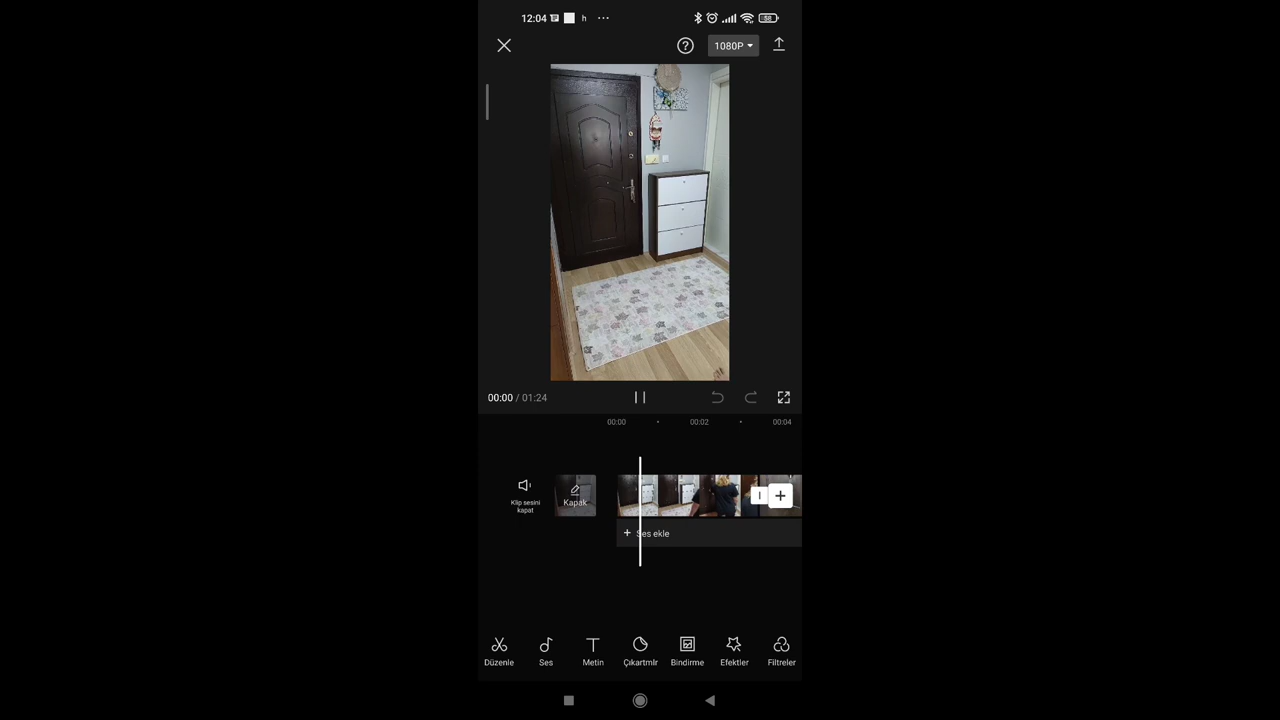 12:04 h ...
58
1080P
00:00 / 01:24
00:00 00:02 00:04
Klip sesini
kapat
Kapak
+ Ses ekle
Düzenle Ses Metin Çıkartmlr Bindirme Efektler Filtreler